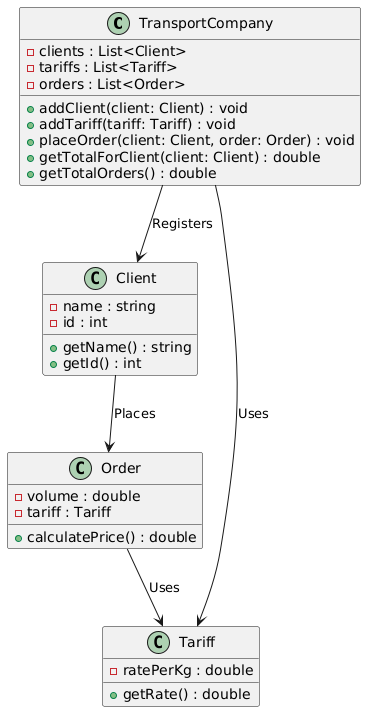 C TransportCompany
clients : List<Client>
tariffs : List<Tariff>
orders : List<Order>
addClient(client: Client) : void
addTariff(tariff: Tariff) : void
placeOrder(client: Client, order: Order) : void
getTotalForClient(client: Client) : double
getTotalOrders() : double
Registers
C Client
name : string
id : int
getName() : string
getId() : int
Places
Uses
C Order
volume : double
tariff : Tariff
calculatePrice() : double
Uses
C Tariff
ratePerKg : double
getRate() : double